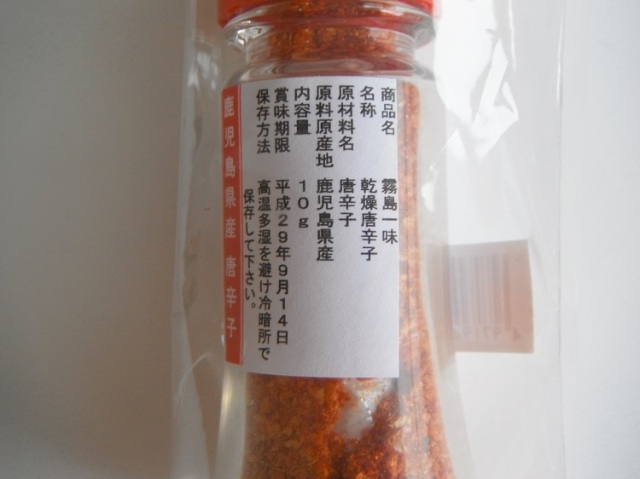 商品名 霧島一味
名称 乾燥唐辛子
原材料名 唐辛子
原料原産地 鹿児島県産
内容量 10g
賞味期限 平成29年9月14日
保存方法 高温多湿を避け冷暗所で
保存して下さい。
鹿児島県産 唐辛子